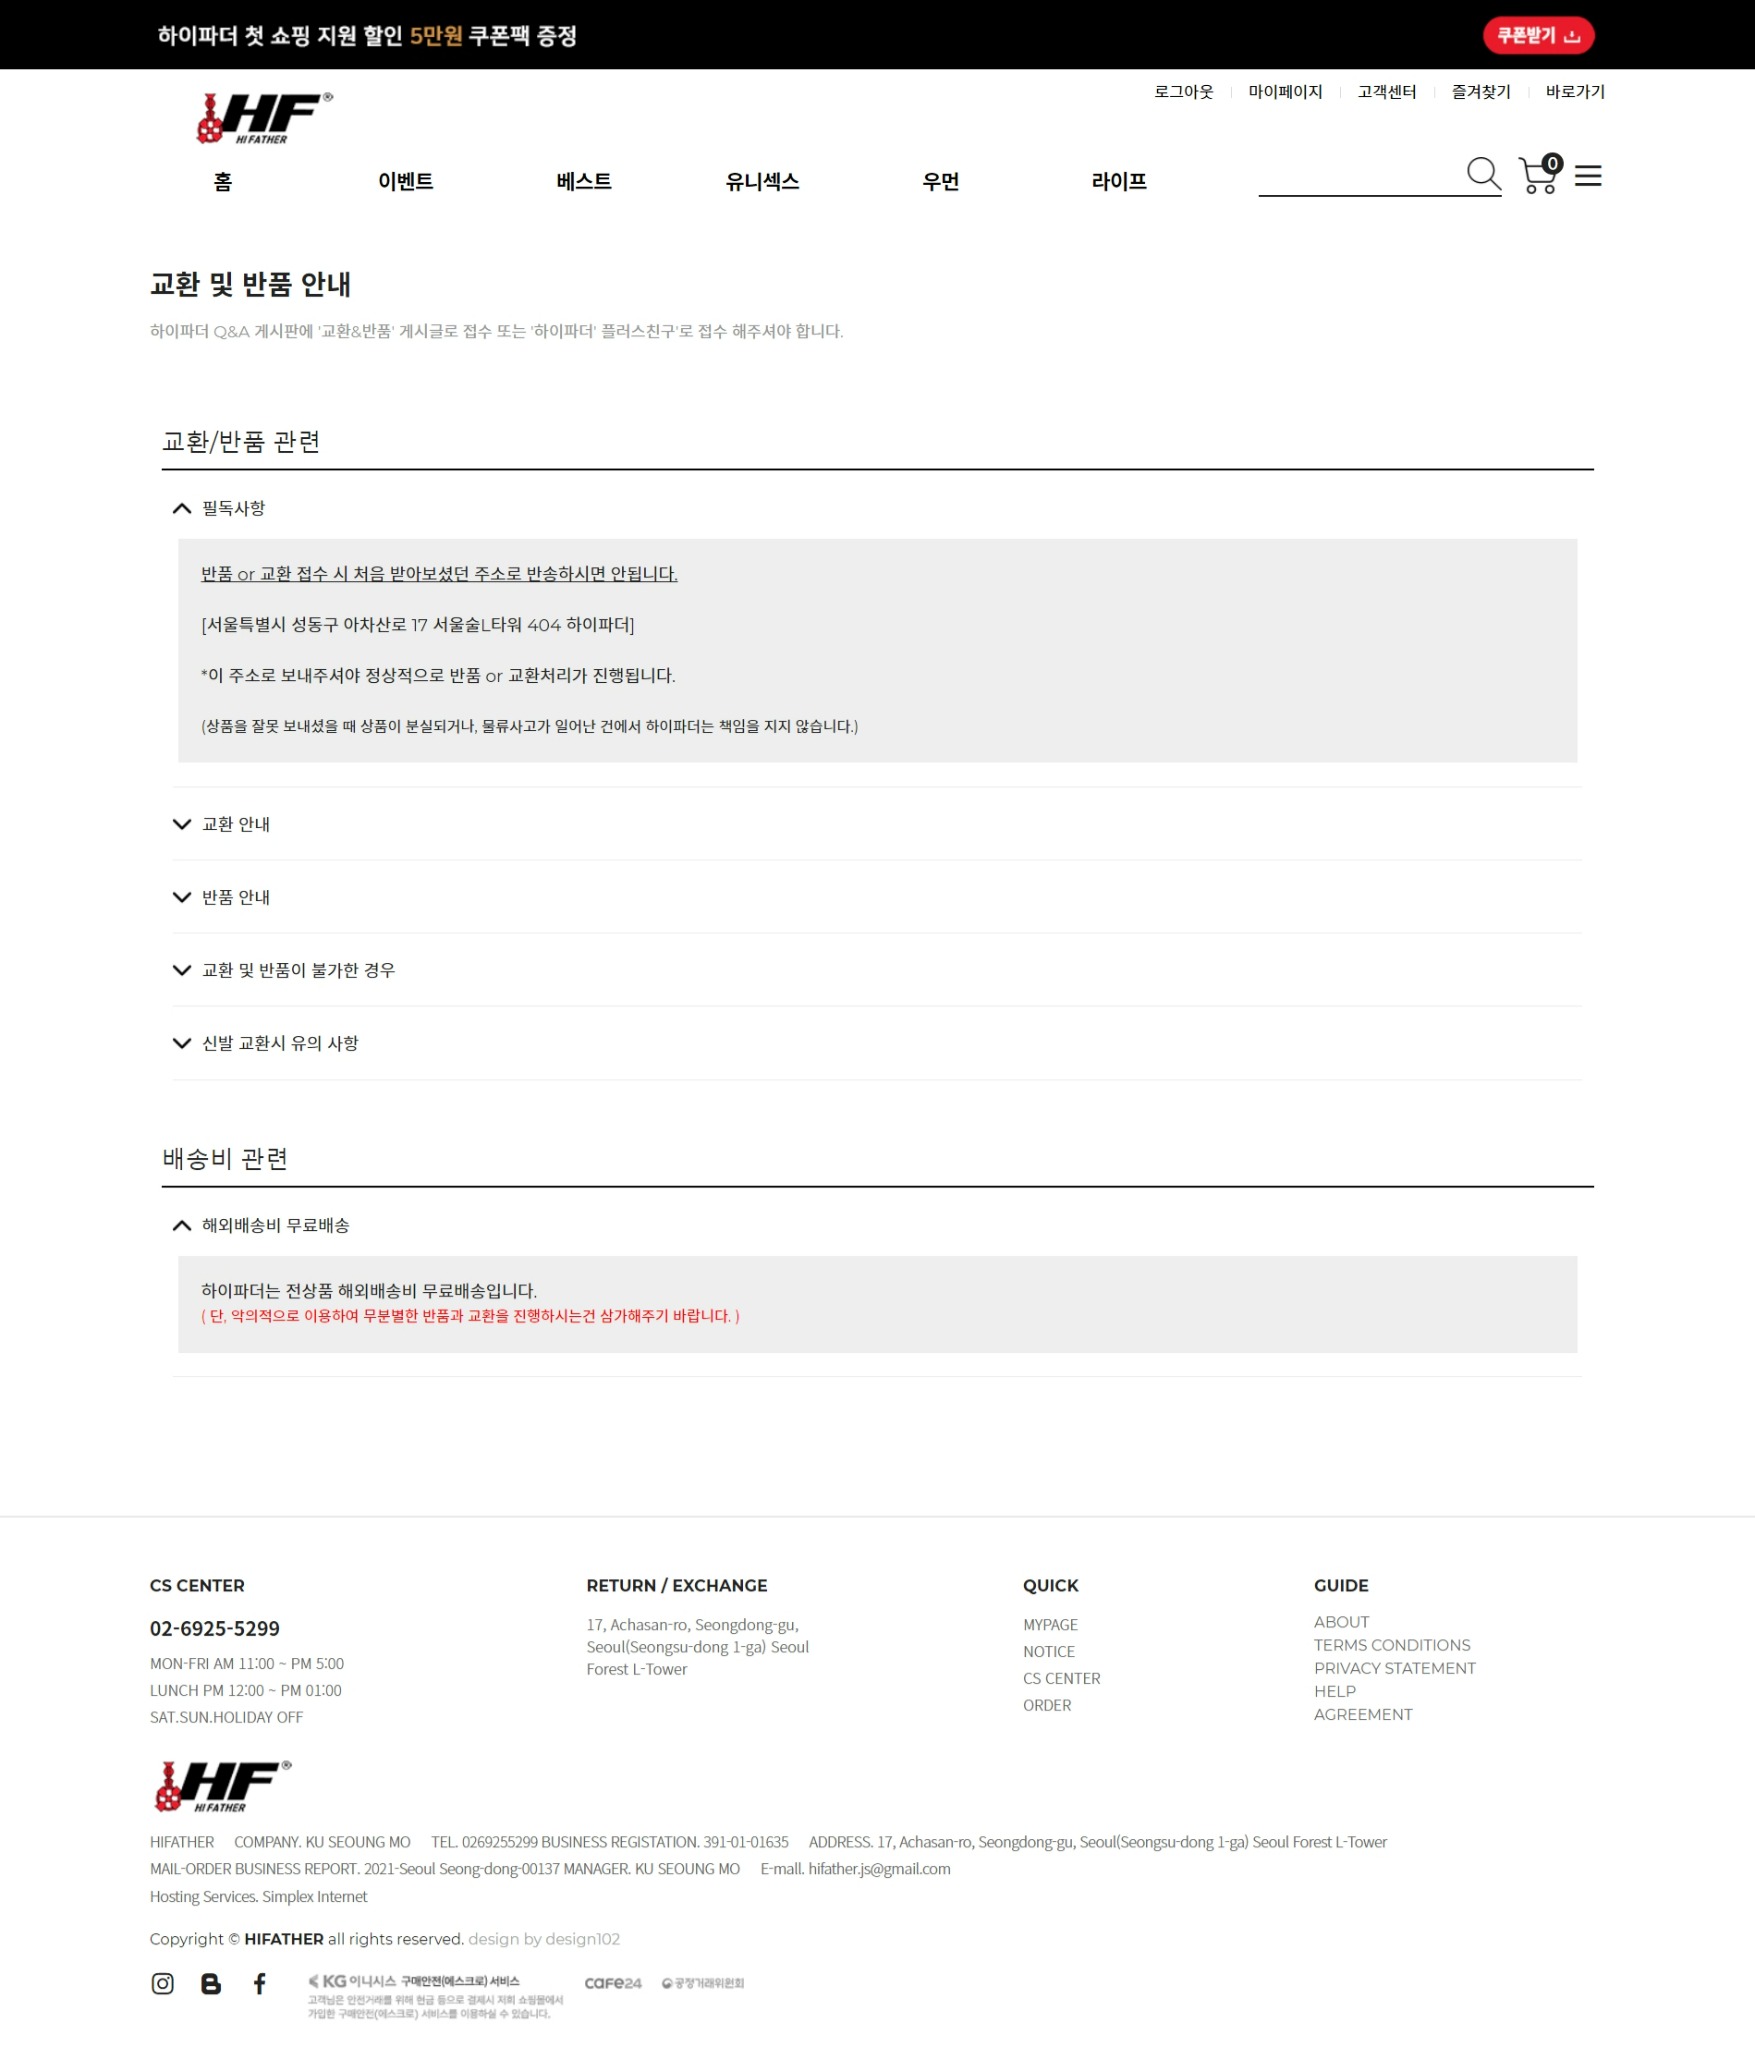 하이파더 첫 쇼핑 지원 할인 5만원 쿠폰팩 증정
쿠폰받기
로그아웃 마이페이지 고객센터 즐겨찾기 바로가기
HF®
HI FATHER
홈 이벤트 베스트 유니섹스 우먼 라이프
0
교환 및 반품 안내
하이파더 Q&A 게시판에 '교환&반품' 게시글로 접수 또는 '하이파더' 플러스친구'로 접수 해주셔야 합니다.
교환/반품 관련
필독사항
반품 or 교환 접수 시 처음 받아보셨던 주소로 반송하시면 안됩니다.
[서울특별시 성동구 아차산로 17 서울숲L타워 404 하이파더]
*이 주소로 보내주셔야 정상적으로 반품 or 교환처리가 진행됩니다.
(상품을 잘못 보내셨을 때 상품이 분실되거나, 물류사고가 일어난 건에서 하이파더는 책임을 지지 않습니다.)
교환 안내
반품 안내
교환 및 반품이 불가한 경우
신발 교환시 유의 사항
배송비 관련
해외배송비 무료배송
하이파더는 전상품 해외배송비 무료배송입니다.
( 단, 악의적으로 이용하여 무분별한 반품과 교환을 진행하시는건 삼가해주기 바랍니다. )
CS CENTER
02-6925-5299
MON-FRI AM 11:00 ~ PM 5:00
LUNCH PM 12:00 ~ PM 01:00
SAT.SUN.HOLIDAY OFF
RETURN / EXCHANGE
17, Achasan-ro, Seongdong-gu,
Seoul(Seongsu-dong 1-ga) Seoul
Forest L-Tower
QUICK
MYPAGE
NOTICE
CS CENTER
ORDER
GUIDE
ABOUT
TERMS CONDITIONS
PRIVACY STATEMENT
HELP
AGREEMENT
HF®
HI FATHER
HIFATHER COMPANY. KU SEOUNG MO TEL. 0269255299 BUSINESS REGISTATION. 391-01-01635 ADDRESS. 17, Achasan-ro, Seongdong-gu, Seoul(Seongsu-dong 1-ga) Seoul Forest L-Tower
MAIL-ORDER BUSINESS REPORT. 2021-Seoul Seong-dong-00137 MANAGER. KU SEOUNG MO E-mall. hifather.js@gmail.com
Hosting Services. Simplex Internet
Copyright © HIFATHER all rights reserved. design by design102
KG 이니시스 구매안전(에스크로) 서비스 CAFE24 공정거래위원회
고객님은 안전거래를 위해 현금 등으로 결제시 저희 쇼핑몰에서
가입한 구매안전(에스크로) 서비스를 이용하실 수 있습니다.